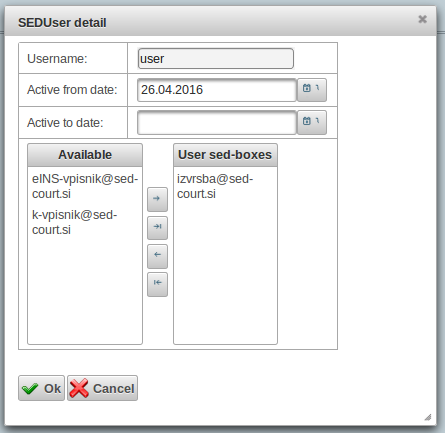 SEDUser detail
Username: user
Active from date: 26.04.2016
Active to date:
Available User sed-boxes
eINS-vpisnik@sed-
court.si
k-vpisnik@sed-
court.si
izvrsba@sed-
court.si
Ok Cancel